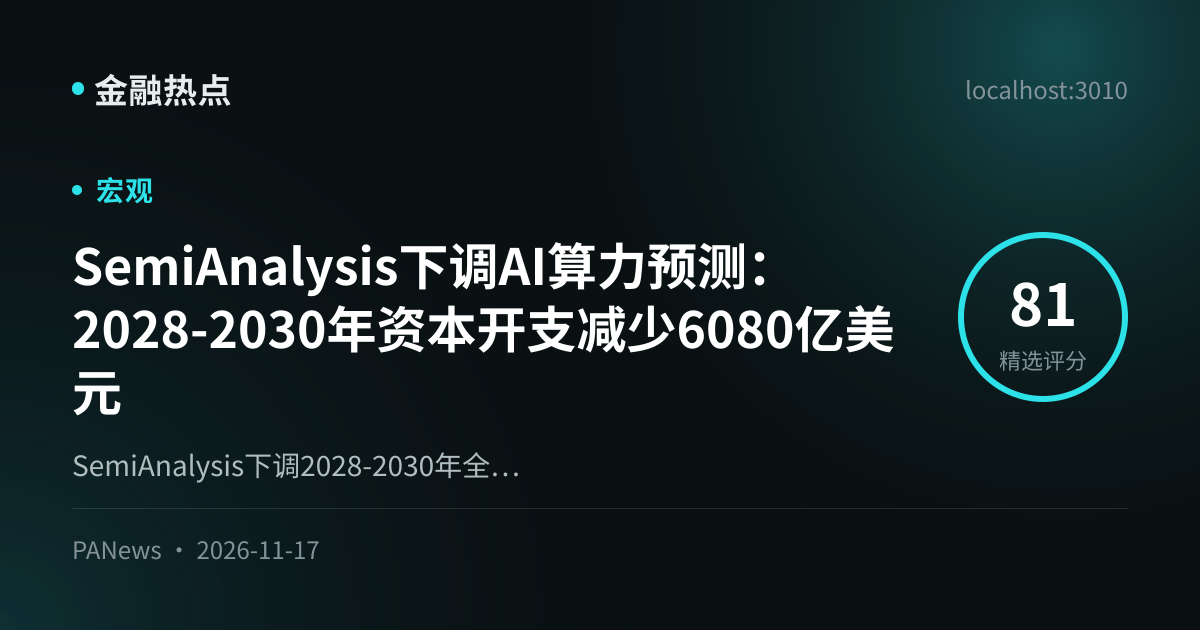 金融热点
localhost:3010
宏观
SemiAnalysis下调AI算力预测：
2028-2030年资本开支减少6080亿美
元
81
精选评分
SemiAnalysis下调2028-2030年全…
PANews • 2026-11-17